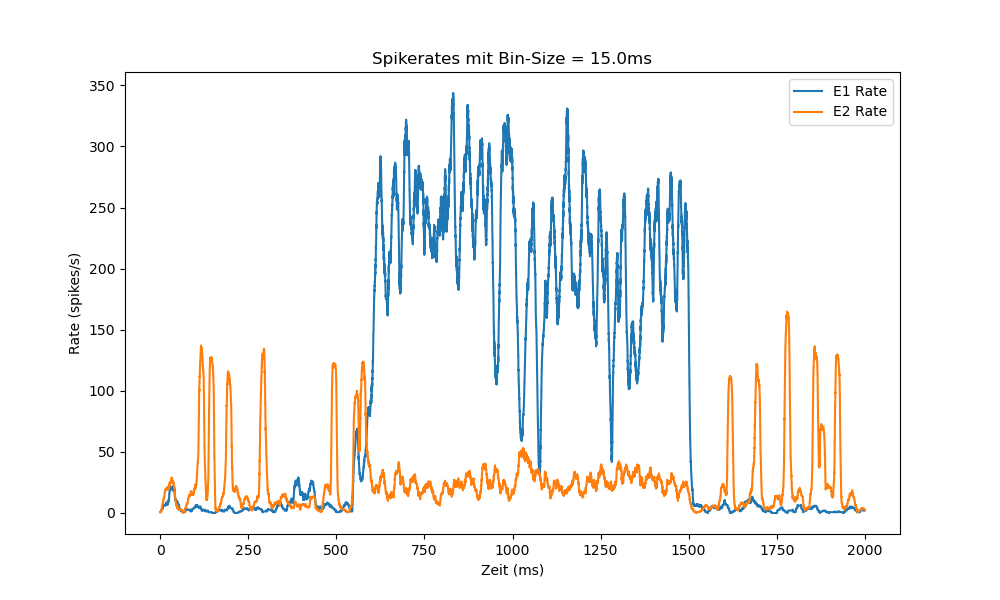 Spikerates mit Bin-Size = 15.0ms
E1 Rate
E2 Rate
Rate (spikes/s)
350
300
250
200
150
100
50
0
0 250 500 750 1000 1250 1500 1750 2000
Zeit (ms)